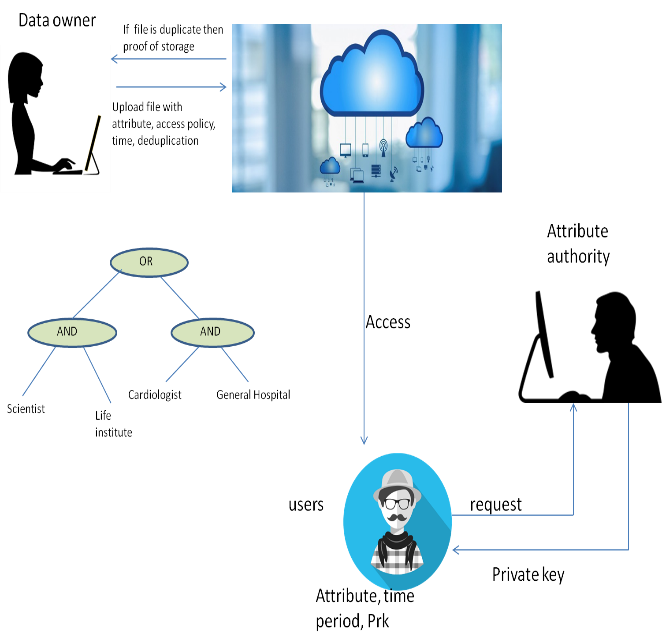 Data owner
If file is duplicate then
proof of storage
Upload file with
attribute, access policy,
time, deduplication
Attribute
authority
OR
AND
AND
Scientist
Life
institute
Cardiologist
General Hospital
Access
users
request
Private key
Attribute, time
period, Prk